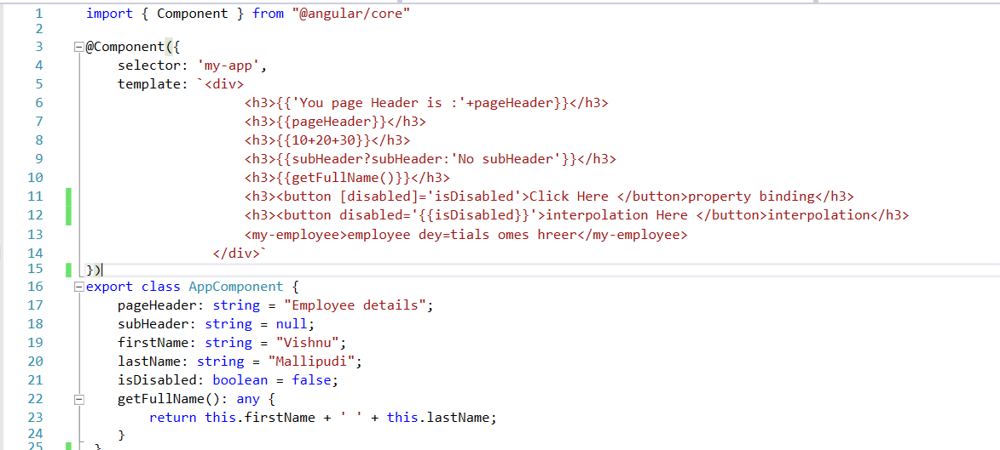 1 import { Component } from "@angular/core"
2
3 @Component({
4 selector: 'my-app',
5 template: `<div>
6 <h3>{{'You page Header is :'+pageHeader}}</h3>
7 <h3>{{pageHeader}}</h3>
8 <h3>{{10+20+30}}</h3>
9 <h3>{{subHeader?subHeader:'No subHeader'}}</h3>
10 <h3>{{getFullName()}}</h3>
11 <h3><button [disabled]='isDisabled'>Click Here </button>property binding</h3>
12 <h3><button disabled='{{isDisabled}}'>interpolation Here </button>interpolation</h3>
13 <my-employee>employee dey=tials omes hreer</my-employee>
14 </div>`
15 })
16 export class AppComponent {
17 pageHeader: string = "Employee details";
18 subHeader: string = null;
19 firstName: string = "Vishnu";
20 lastName: string = "Mallipudi";
21 isDisabled: boolean = false;
22 getFullName(): any {
23 return this.firstName + ' ' + this.lastName;
24 }
25 }